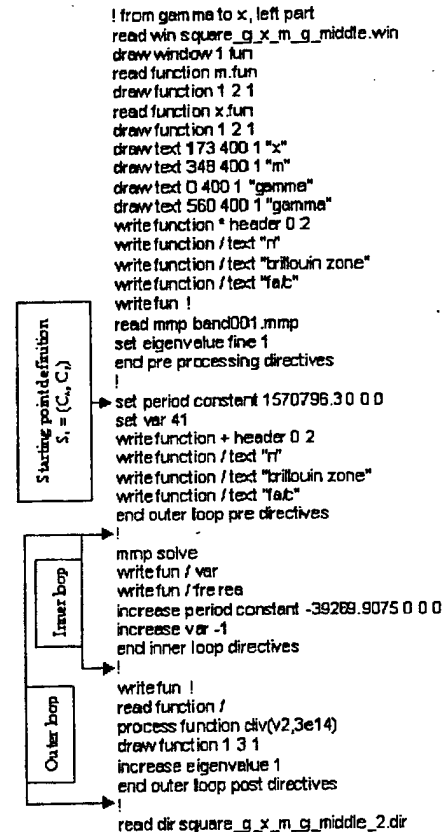 ! from gamma to x, left part
read win square_g_x_m_g_middle.win
draw window 1 fun
read function m.fun
draw function 1 2 1
read function x.fun
draw function 1 2 1
draw text 173 400 1 "x"
draw text 348 400 1 "m"
draw text 0 400 1 "gamma"
draw text 560 400 1 "gamma"
write function * header 0 2
write function / text "n"
write function / text "brillouin zone"
write function / text "fa/c"
write fun !
read mmp band001.mmp
set eigenvalue fine 1
end pre processing directives
!
Starting point definition
set period constant 1570796.3 0 0 0
set var 41
write function + header 0 2
write function / text "n"
write function / text "brillouin zone"
write function / text "fa/c"
end outer loop pre directives
!
Inner loop
mmp solve
write fun / var
write fun / fre rea
increase period constant -39269.9075 0 0 0
increase var -1
end inner loop directives
!
Outer loop
write fun !
read function /
process function div(v2,3e14)
draw function 1 3 1
increase eigenvalue 1
end outer loop post directives
!
read dir square_g_x_m_g_middle_2.dir